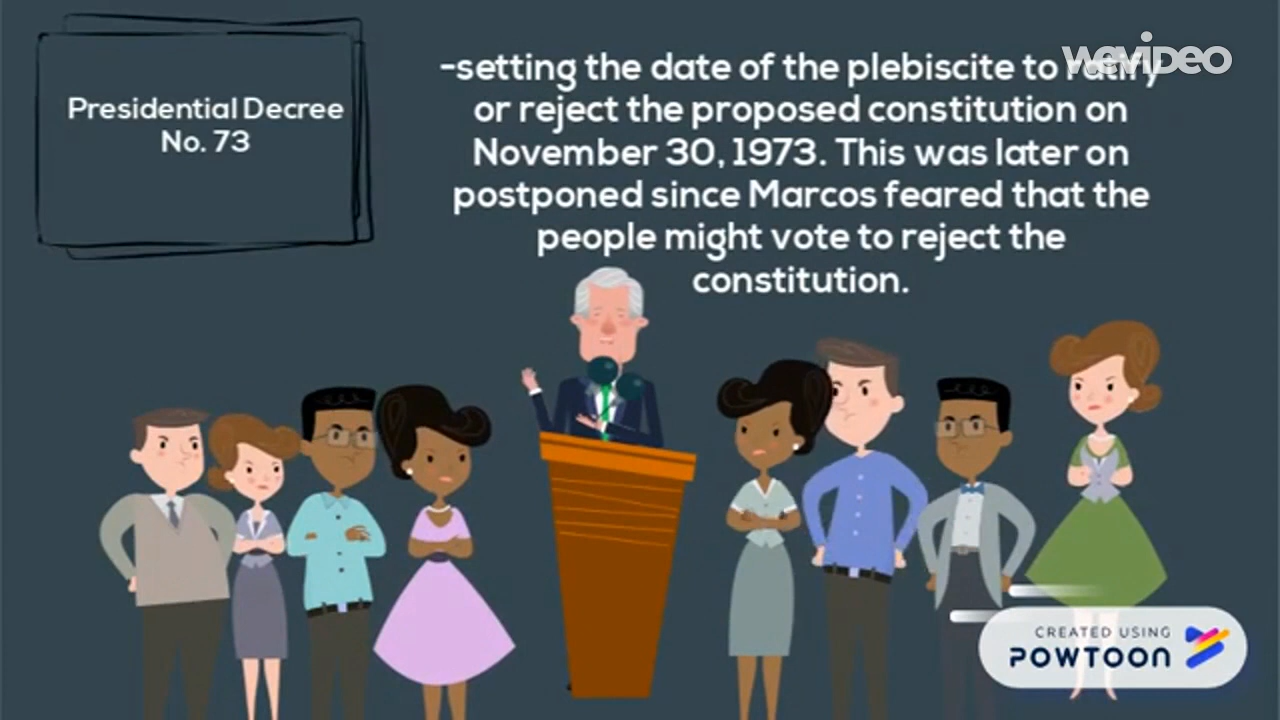 Presidential Decree
No. 73
-setting the date of the plebiscite to ratify
or reject the proposed constitution on
November 30, 1973. This was later on
postponed since Marcos feared that the
people might vote to reject the
constitution.
wevideo
CREATED USING
POWTOON